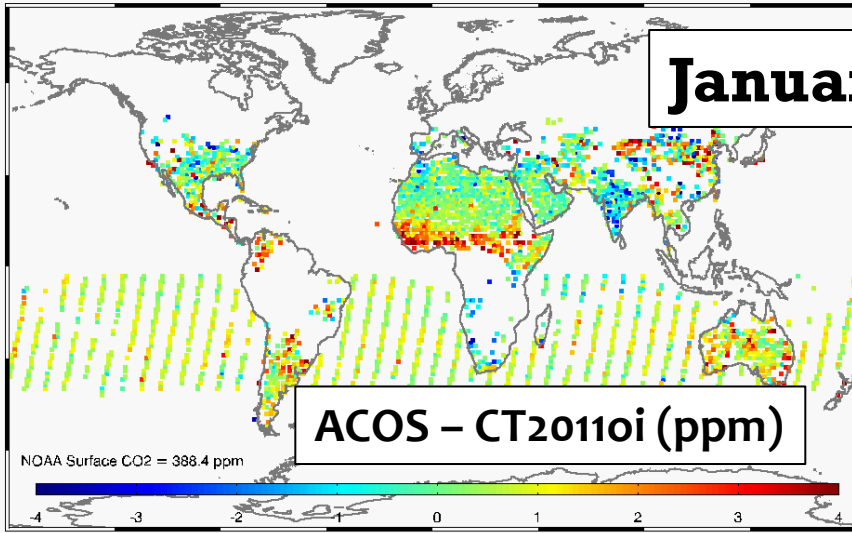 Januar
ACOS – CT2011oi (ppm)
NOAA Surface CO2 = 388.4 ppm
-4 -3 -2 -1 0 1 2 3 4